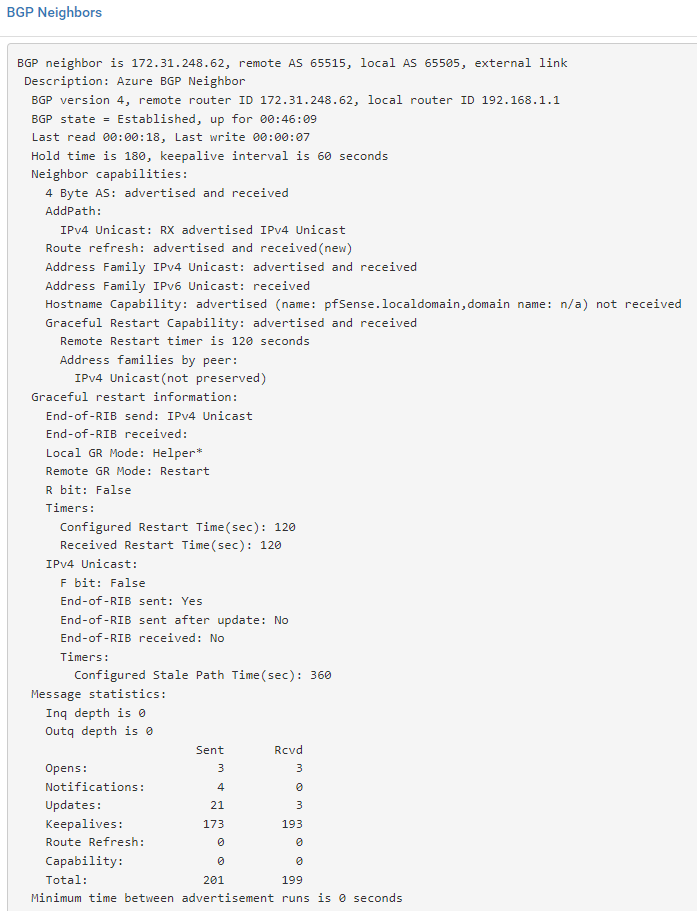 BGP Neighbors
BGP neighbor is 172.31.248.62, remote AS 65515, local AS 65505, external link
Description: Azure BGP Neighbor
BGP version 4, remote router ID 172.31.248.62, local router ID 192.168.1.1
BGP state = Established, up for 00:46:09
Last read 00:00:18, Last write 00:00:07
Hold time is 180, keepalive interval is 60 seconds
Neighbor capabilities:
4 Byte AS: advertised and received
AddPath:
IPv4 Unicast: RX advertised IPv4 Unicast
Route refresh: advertised and received(new)
Address Family IPv4 Unicast: advertised and received
Address Family IPv6 Unicast: received
Hostname Capability: advertised (name: pfSense.localdomain,domain name: n/a) not received
Graceful Restart Capability: advertised and received
Remote Restart timer is 120 seconds
Address families by peer:
IPv4 Unicast(not preserved)
Graceful restart information:
End-of-RIB send: IPv4 Unicast
End-of-RIB received:
Local GR Mode: Helper*
Remote GR Mode: Restart
R bit: False
Timers:
Configured Restart Time(sec): 120
Received Restart Time(sec): 120
IPv4 Unicast:
F bit: False
End-of-RIB sent: Yes
End-of-RIB sent after update: No
End-of-RIB received: No
Timers:
Configured Stale Path Time(sec): 360
Message statistics:
Inq depth is 0
Outq depth is 0
Sent Rcvd
Opens: 3 3
Notifications: 4 0
Updates: 21 3
Keepalives: 173 193
Route Refresh: 0 0
Capability: 0 0
Total: 201 199
Minimum time between advertisement runs is 0 seconds